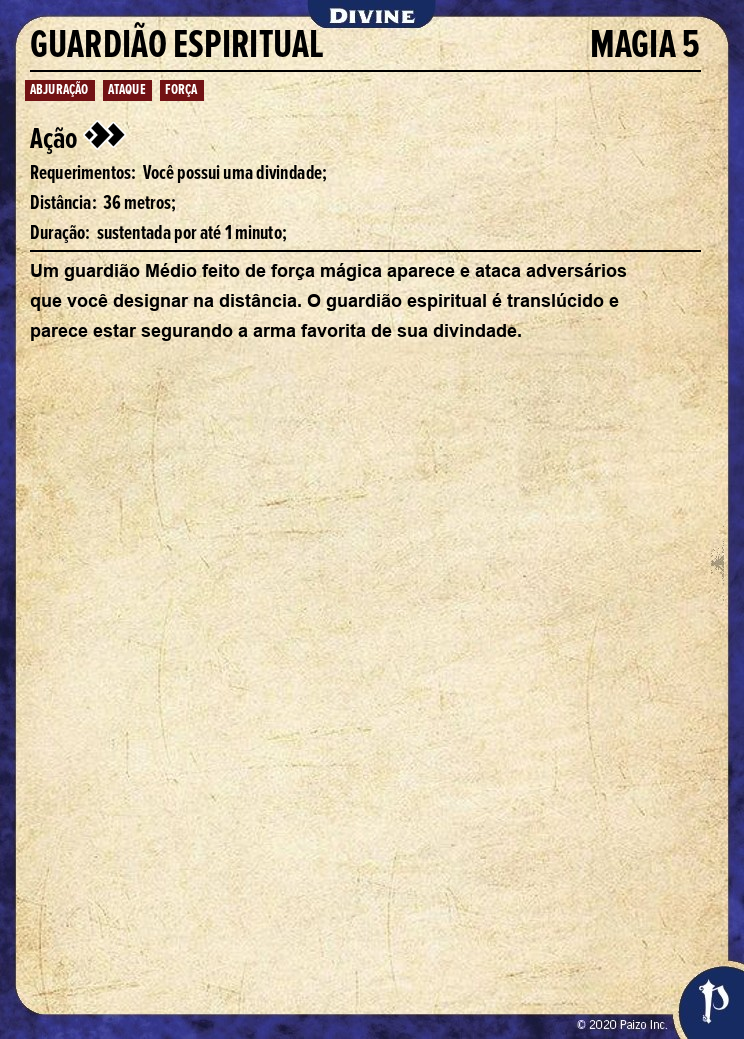 DIVINE
GUARDIÃO ESPIRITUAL MAGIA 5
ABJURAÇÃO ATAQUE FORÇA
Ação
Requerimentos: Você possui uma divindade;
Distância: 36 metros;
Duração: sustentada por até 1 minuto;
Um guardião Médio feito de força mágica aparece e ataca adversários
que você designar na distância. O guardião espiritual é translúcido e
parece estar segurando a arma favorita de sua divindade.
© 2020 Paizo Inc.
P